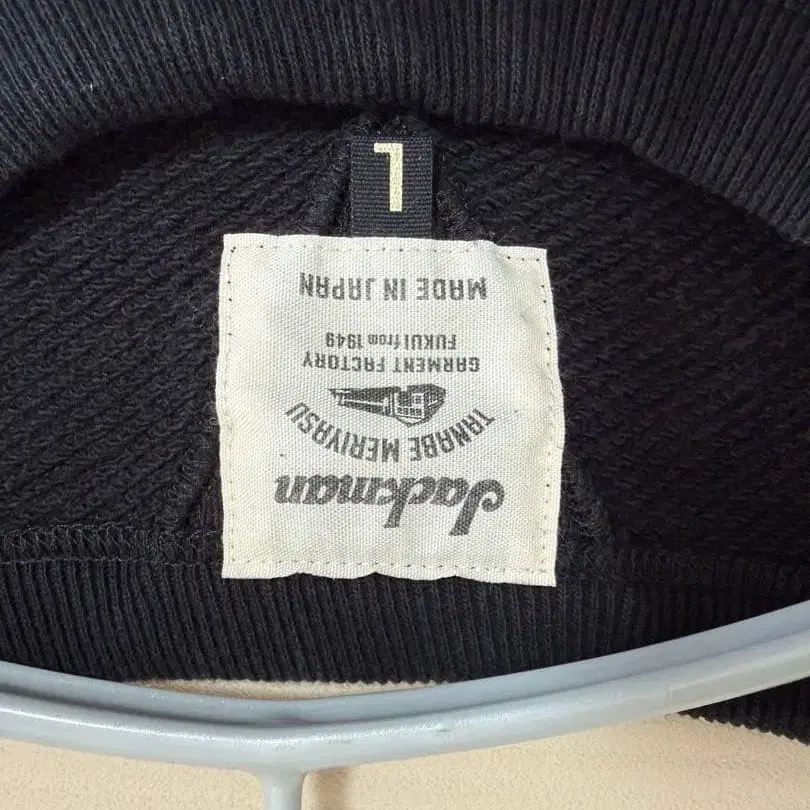 Jackman
TANABE MERIYASU
GARMENT FACTORY
FUKUI from 1949
MADE IN JAPAN
L